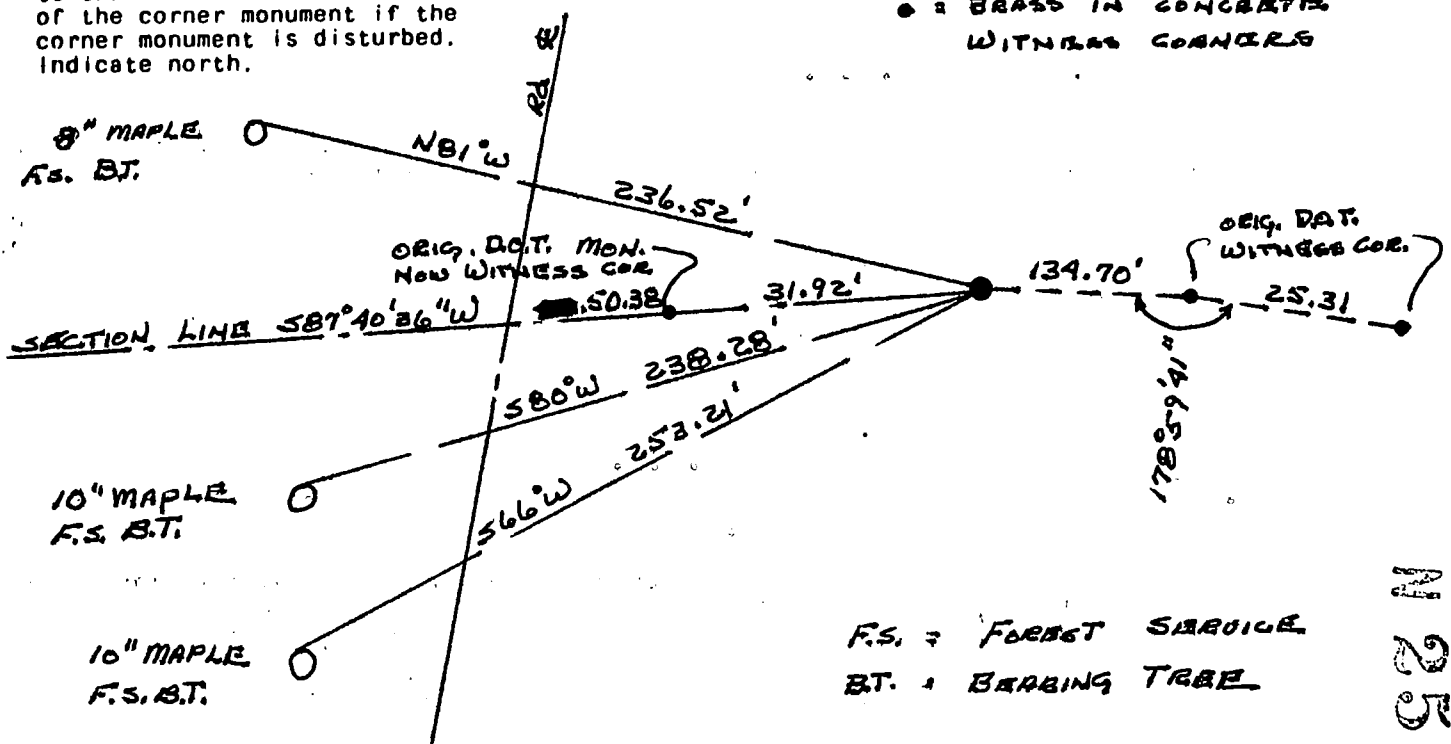 of the corner monument if the
corner monument is disturbed.
Indicate north.
● = BRASS IN CONCRETE
WITNESS CORNERS
Rd ℄
8" MAPLE
F.S. B.T.
N81°W
236.52'
ORIG. D.O.T. MON.
NOW WITNESS COR.
ORIG. D.O.T.
WITNESS COR.
134.70'
25.31
SECTION LINE S87°40'36"W
50.38
31.92'
178°59'41"
S80°W 238.28'
S66°W 253.21'
10" MAPLE
F.S. B.T.
10" MAPLE
F.S. B.T.
F.S. = FOREST SERVICE
B.T. = BEARING TREE
N 25